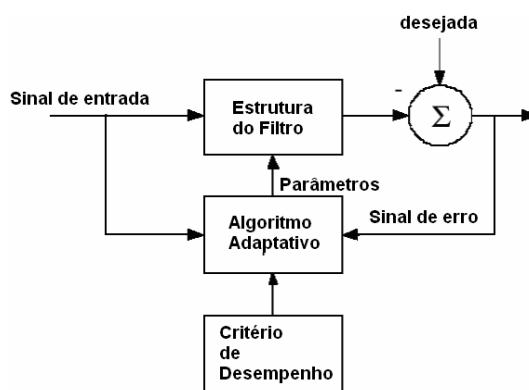 desejada
Sinal de entrada
Estrutura
do Filtro
-
Σ
Parâmetros
Sinal de erro
Algoritmo
Adaptativo
Critério
de
Desempenho